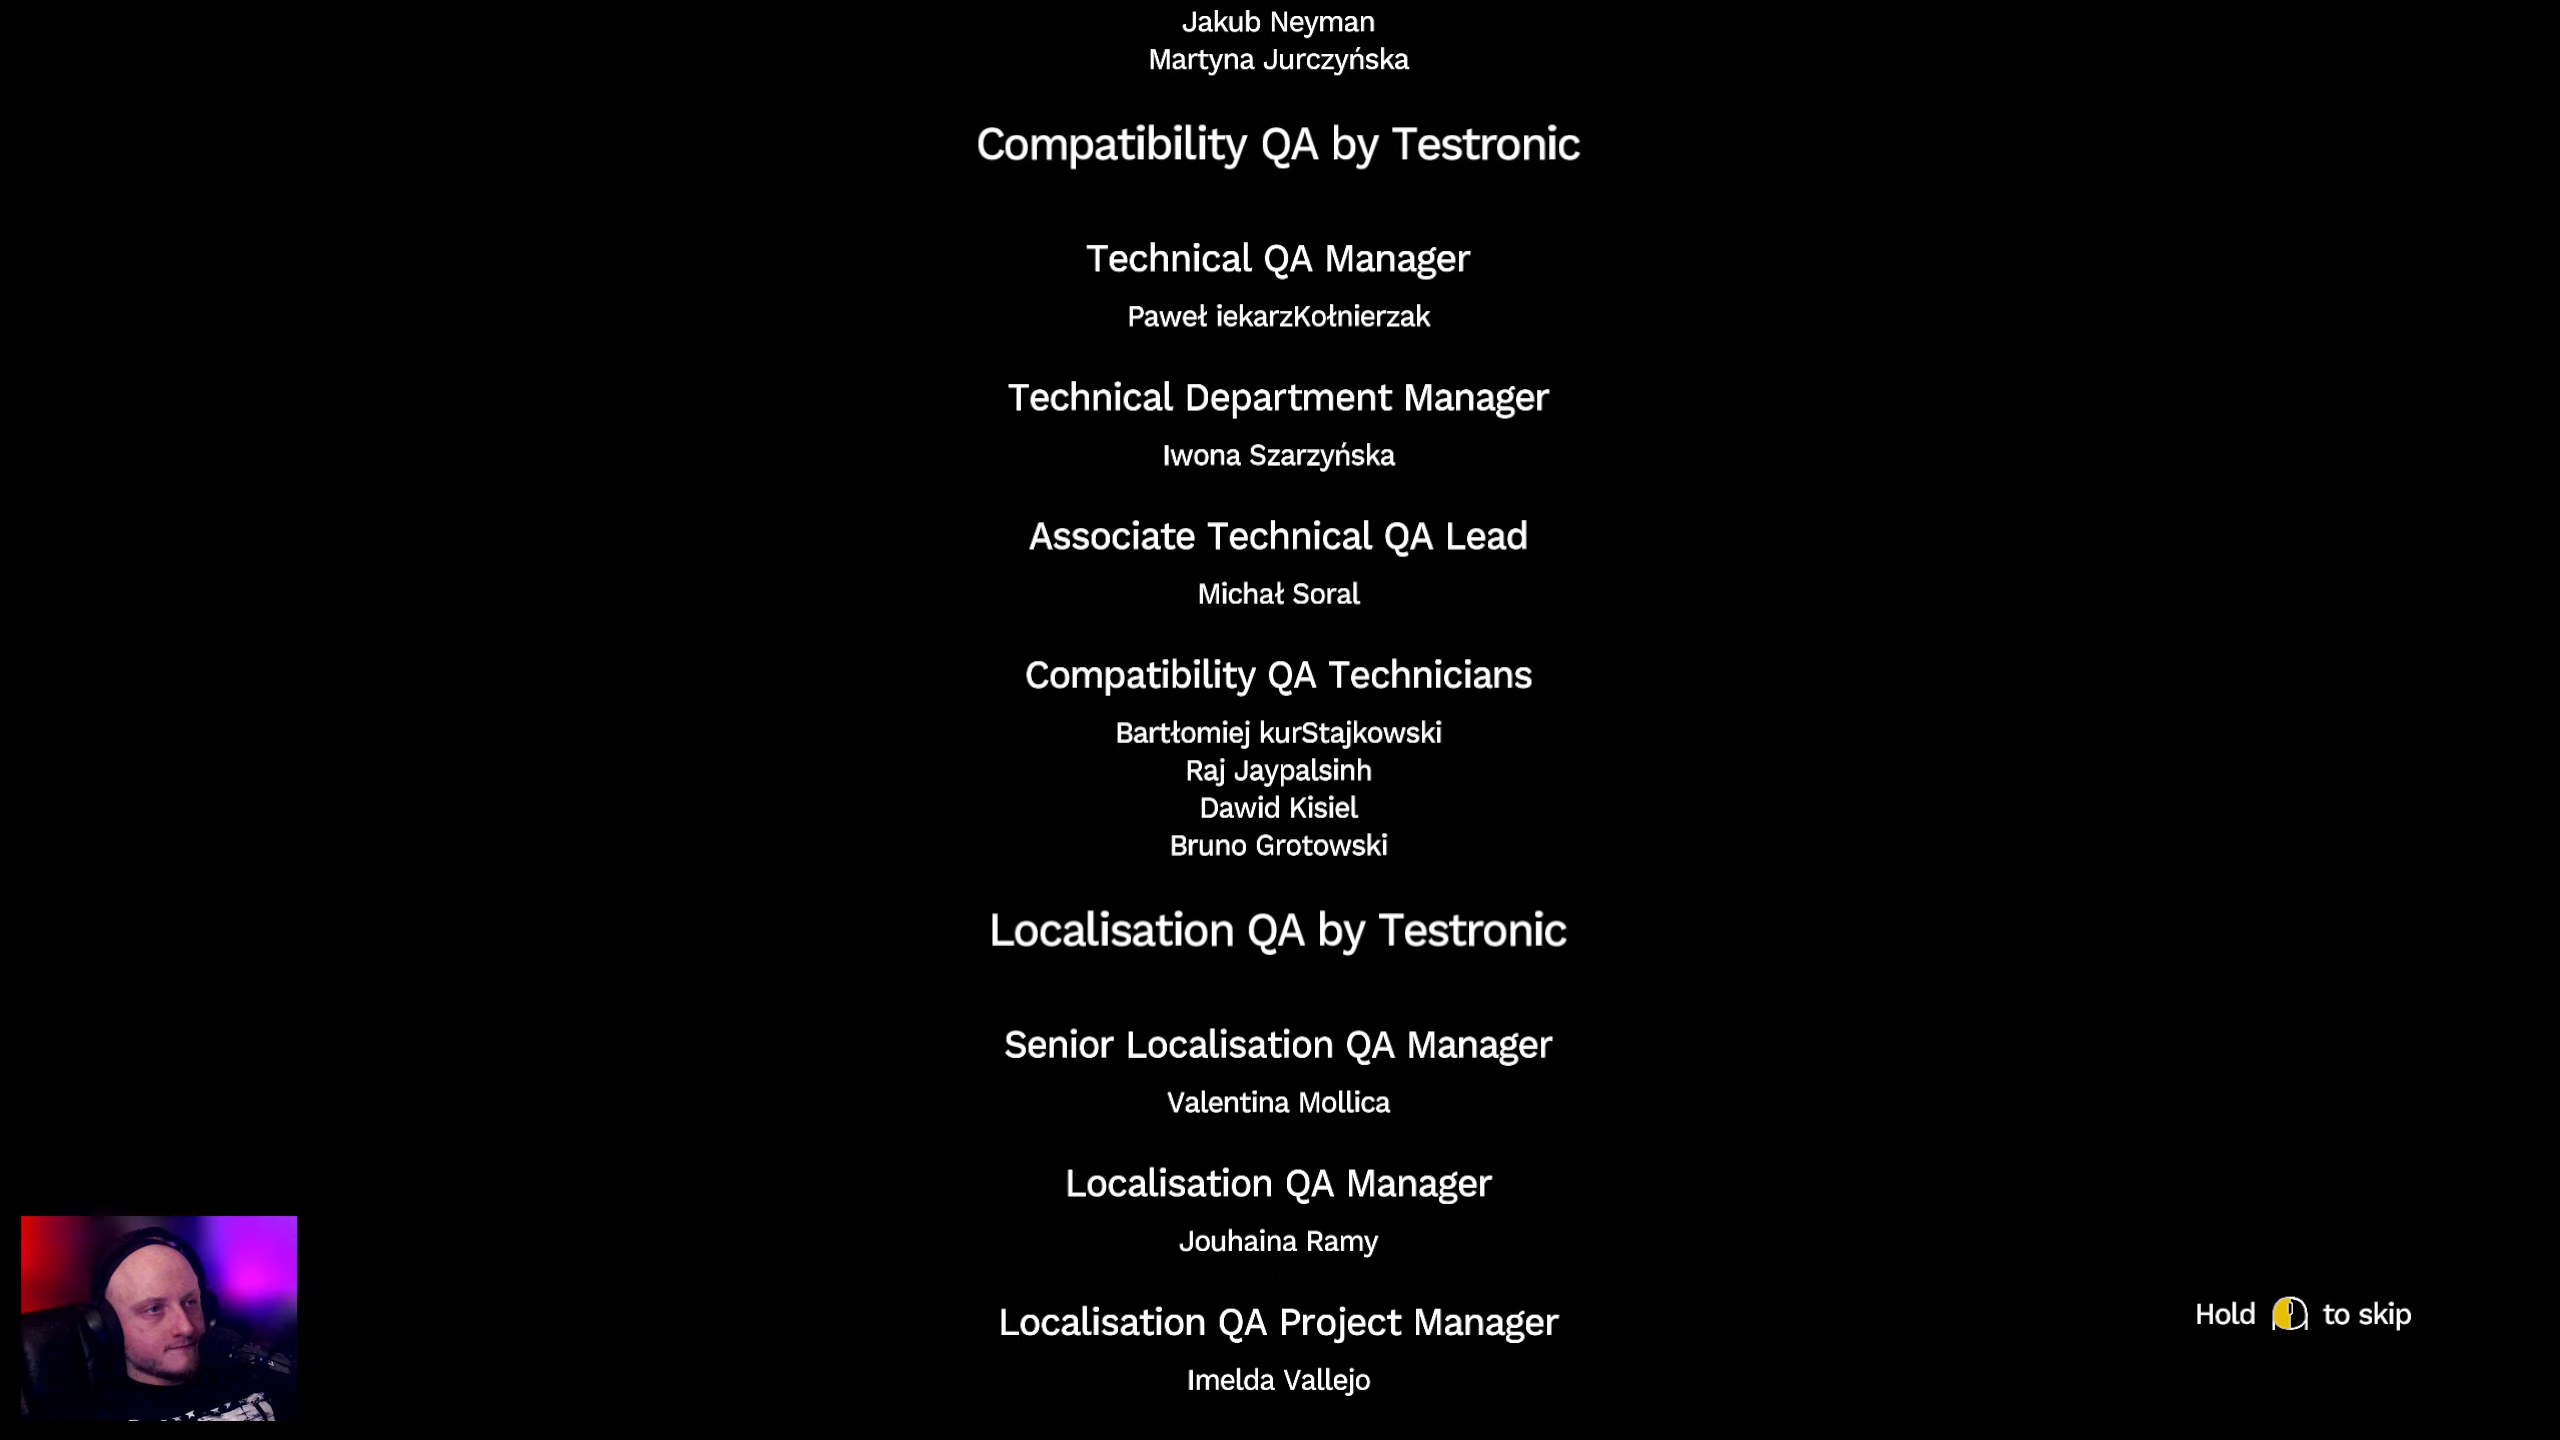 Jakub Neyman
Martyna Jurczyńska
Compatibility QA by Testronic
Technical QA Manager
Paweł iekarzKołnierzak
Technical Department Manager
Iwona Szarzyńska
Associate Technical QA Lead
Michał Soral
Compatibility QA Technicians
Bartłomiej kurStajkowski
Raj Jaypalsinh
Dawid Kisiel
Bruno Grotowski
Localisation QA by Testronic
Senior Localisation QA Manager
Valentina Mollica
Localisation QA Manager
Jouhaina Ramy
Localisation QA Project Manager
Imelda Vallejo
Hold to skip